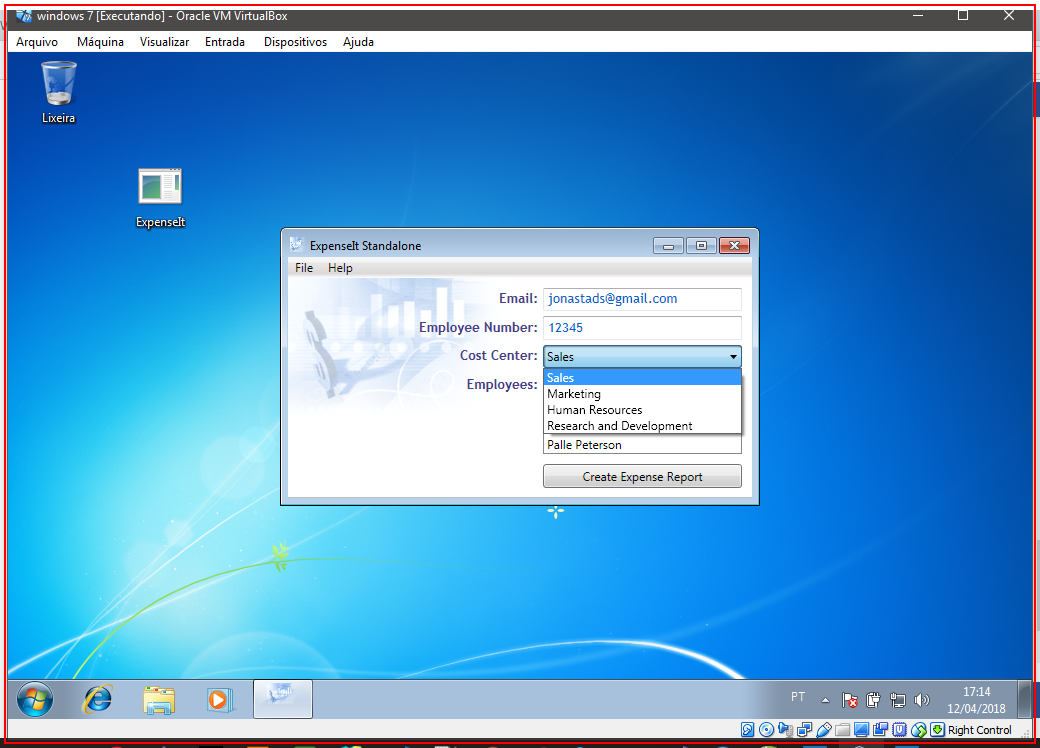 windows 7 [Executando] - Oracle VM VirtualBox
Arquivo Máquina Visualizar Entrada Dispositivos Ajuda
Lixeira
ExpenseIt
ExpenseIt Standalone
File Help
Email: jonastads@gmail.com
Employee Number: 12345
Cost Center: Sales
Employees: Sales
Marketing
Human Resources
Research and Development
Palle Peterson
Create Expense Report
PT 17:14
12/04/2018
Right Control